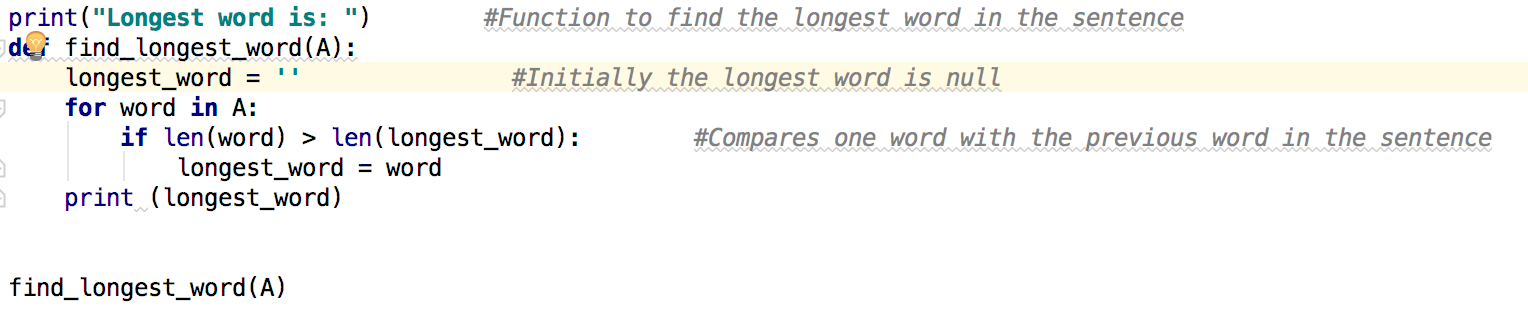 print("Longest word is: ")        #Function to find the longest word in the sentence
def find_longest_word(A):
    longest_word = ''               #Initially the longest word is null
    for word in A:
        if len(word) > len(longest_word):        #Compares one word with the previous word in the sentence
            longest_word = word
    print (longest_word)
find_longest_word(A)